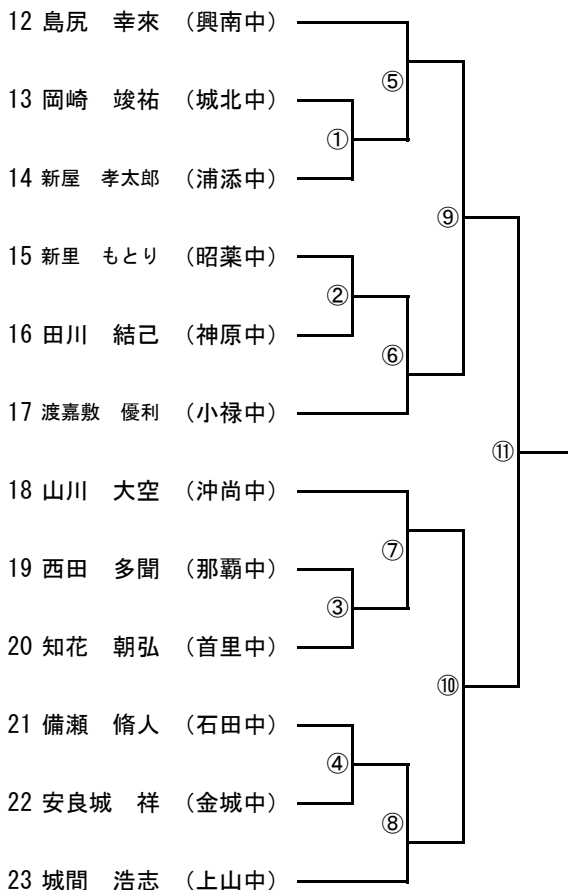 12 島尻　幸來　（興南中）
⑤
13 岡崎　竣祐　（城北中）
①
14 新屋　孝太郎　（浦添中）
⑨
15 新里　もとり　（昭薬中）
②
16 田川　結己　（神原中）
⑥
17 渡嘉敷　優利　（小禄中）
⑪
18 山川　大空　（沖尚中）
⑦
19 西田　多聞　（那覇中）
③
20 知花　朝弘　（首里中）
⑩
21 備瀬　脩人　（石田中）
④
22 安良城　祥　（金城中）
⑧
23 城間　浩志　（上山中）